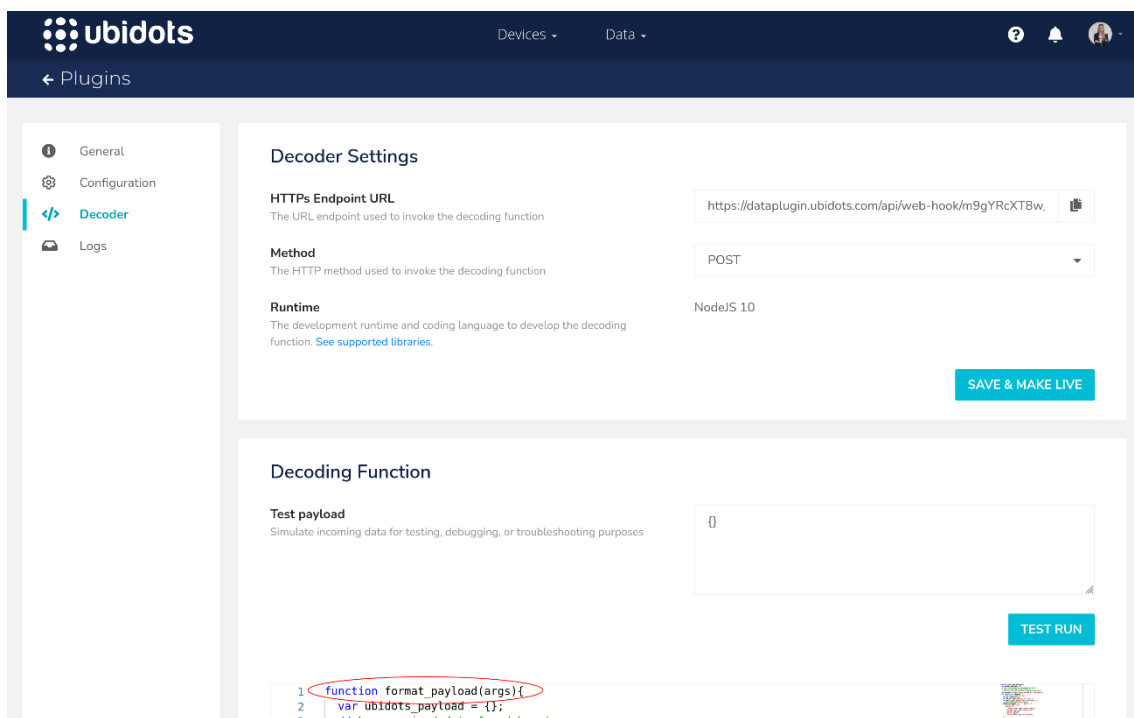 ubidots
Devices
Data
Plugins
General
Configuration
Decoder
Logs
Decoder Settings
HTTPs Endpoint URL
The URL endpoint used to invoke the decoding function
https://dataplugin.ubidots.com/api/web-hook/m9gYRcXT8w_
Method
The HTTP method used to invoke the decoding function
POST
Runtime
The development runtime and coding language to develop the decoding
function. See supported libraries.
NodeJS 10
SAVE & MAKE LIVE
Decoding Function
Test payload
Simulate incoming data for testing, debugging, or troubleshooting purposes
{}
TEST RUN
1 function format_payload(args){
2 var ubidots_payload = {};